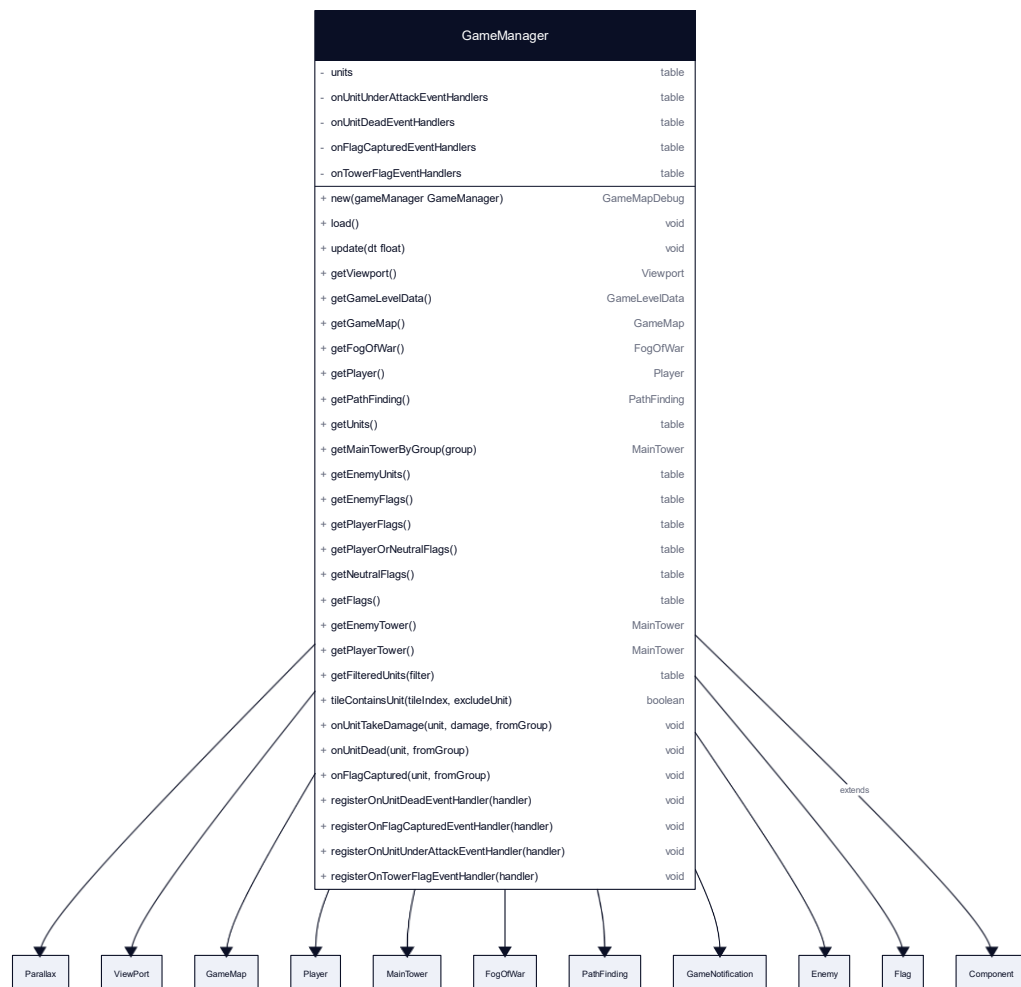 GameManager
- units table
- onUnitUnderAttackEventHandlers table
- onUnitDeadEventHandlers table
- onFlagCapturedEventHandlers table
- onTowerFlagEventHandlers table
+ new(gameManager GameManager) GameMapDebug
+ load() void
+ update(dt float) void
+ getViewport() Viewport
+ getGameLevelData() GameLevelData
+ getGameMap() GameMap
+ getFogOfWar() FogOfWar
+ getPlayer() Player
+ getPathFinding() PathFinding
+ getUnits() table
+ getMainTowerByGroup(group) MainTower
+ getEnemyUnits() table
+ getEnemyFlags() table
+ getPlayerFlags() table
+ getPlayerOrNeutralFlags() table
+ getNeutralFlags() table
+ getFlags() table
+ getEnemyTower() MainTower
+ getPlayerTower() MainTower
+ getFilteredUnits(filter) table
+ tileContainsUnit(tileIndex, excludeUnit) boolean
+ onUnitTakeDamage(unit, damage, fromGroup) void
+ onUnitDead(unit, fromGroup) void
+ onFlagCaptured(unit, fromGroup) void
extends
+ registerOnUnitDeadEventHandler(handler) void
+ registerOnFlagCapturedEventHandler(handler) void
+ registerOnUnitUnderAttackEventHandler(handler) void
+ registerOnTowerFlagEventHandler(handler) void
Parallax ViewPort GameMap Player MainTower FogOfWar PathFinding GameNotification Enemy Flag Component